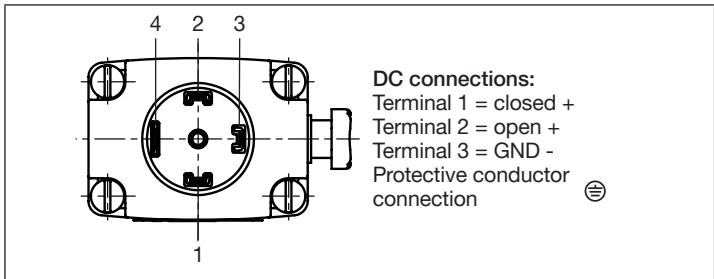 4 2 3
DC connections:
Terminal 1 = closed +
Terminal 2 = open +
Terminal 3 = GND -
Protective conductor
connection
1